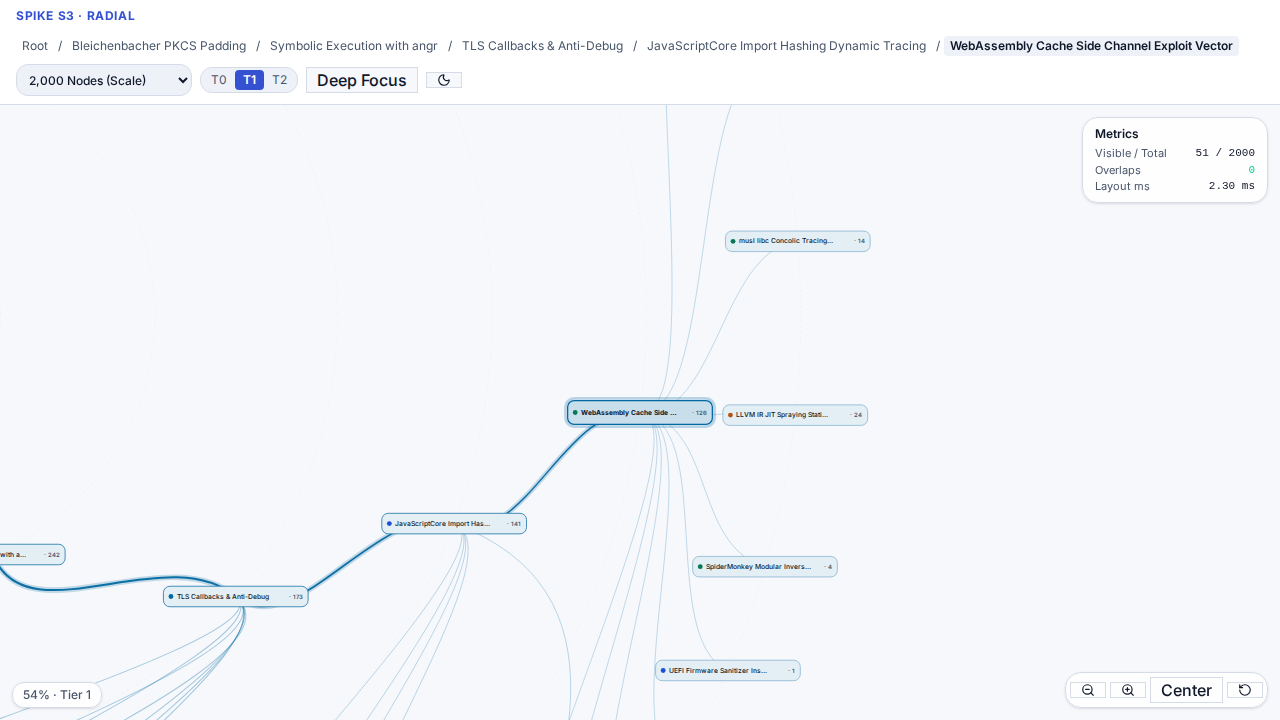 SPIKE S3 · RADIAL
Root / Bleichenbacher PKCS Padding / Symbolic Execution with angr / TLS Callbacks & Anti-Debug / JavaScriptCore Import Hashing Dynamic Tracing / WebAssembly Cache Side Channel Exploit Vector
2,000 Nodes (Scale) T0 T1 T2 Deep Focus
Metrics
Visible / Total 51 / 2000
Overlaps 0
Layout ms 2.30 ms
musl libc Concolic Tracing... · 14
WebAssembly Cache Side ... · 126
LLVM IR JIT Spraying Stati... · 24
JavaScriptCore Import Has... · 141
with a... · 242
SpiderMonkey Modular Invers... · 4
TLS Callbacks & Anti-Debug · 173
UEFI Firmware Sanitizer Ins... · 1
54% · Tier 1
Center